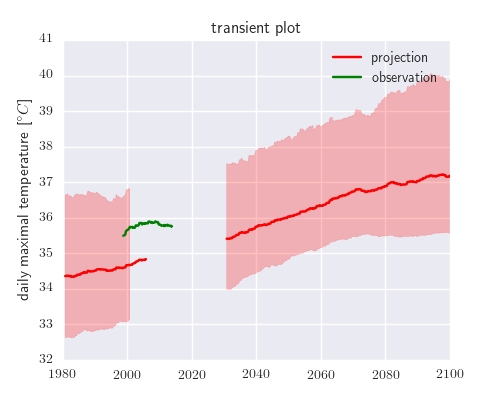 transient plot
projection
observation
daily maximal temperature [°C]
41
40
39
38
37
36
35
34
33
32
1980 2000 2020 2040 2060 2080 2100